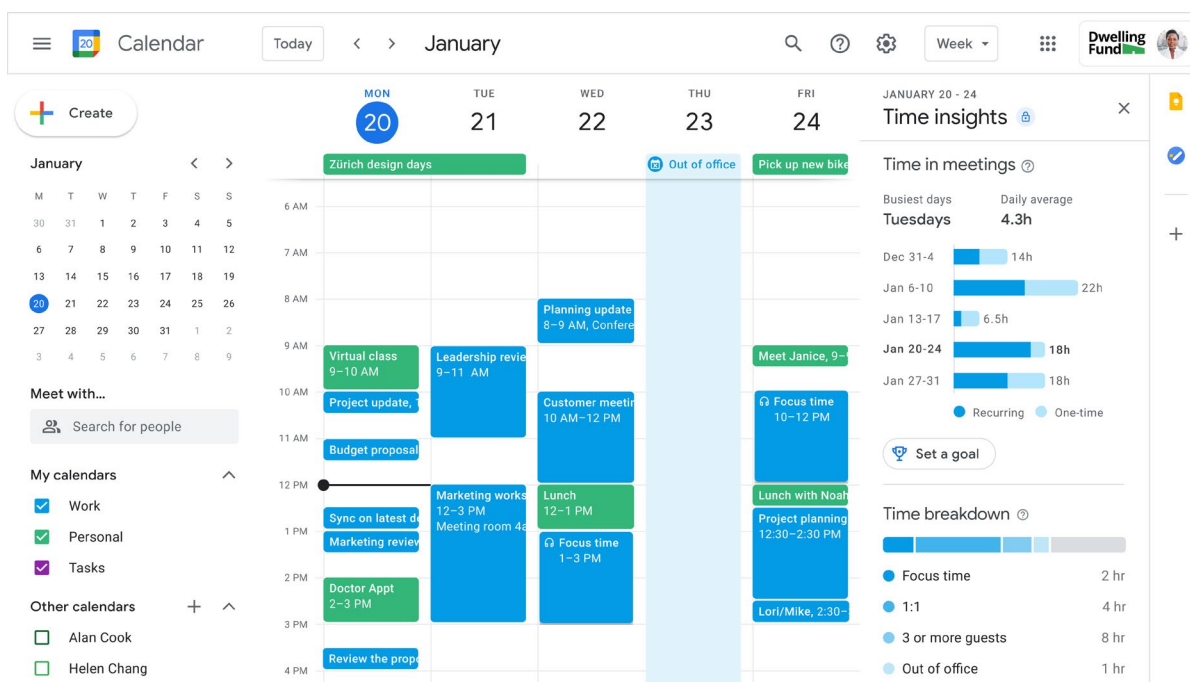 20
Calendar
Today
January
Week
Dwelling
Fund
Create
January
M T W T F S S
30 31 1 2 3 4 5
6 7 8 9 10 11 12
13 14 15 16 17 18 19
20 21 22 23 24 25 26
27 28 29 30 31 1 2
3 4 5 6 7 8 9
Meet with...
Search for people
My calendars
Work
Personal
Tasks
Other calendars
Alan Cook
Helen Chang
MON TUE WED THU FRI
20 21 22 23 24
Zürich design days
Out of office
Pick up new bike
6 AM
7 AM
8 AM
9 AM
10 AM
11 AM
12 PM
1 PM
2 PM
3 PM
4 PM
Virtual class
9–10 AM
Project update,
Budget proposal
Sync on latest
Marketing review
Doctor Appt
2–3 PM
Review the
Leadership
9–11 AM
Marketing works
12–3 PM
Meeting room
Planning update
8–9 AM,
Customer
10 AM–12 PM
Lunch
12–1 PM
Focus time
1–3 PM
Meet Janice, 9–
Focus time
10–12 PM
Lunch with Noah
Project planning
12:30–2:30 PM
Lori/Mike, 2:30–
JANUARY 20 - 24
Time insights
Time in meetings
Busiest days Daily average
Tuesdays 4.3h
Dec 31-4 14h
Jan 6-10 22h
Jan 13-17 6.5h
Jan 20-24 18h
Jan 27-31 18h
Recurring One-time
Set a goal
Time breakdown
Focus time 2 hr
1:1 4 hr
3 or more guests 8 hr
Out of office 1 hr